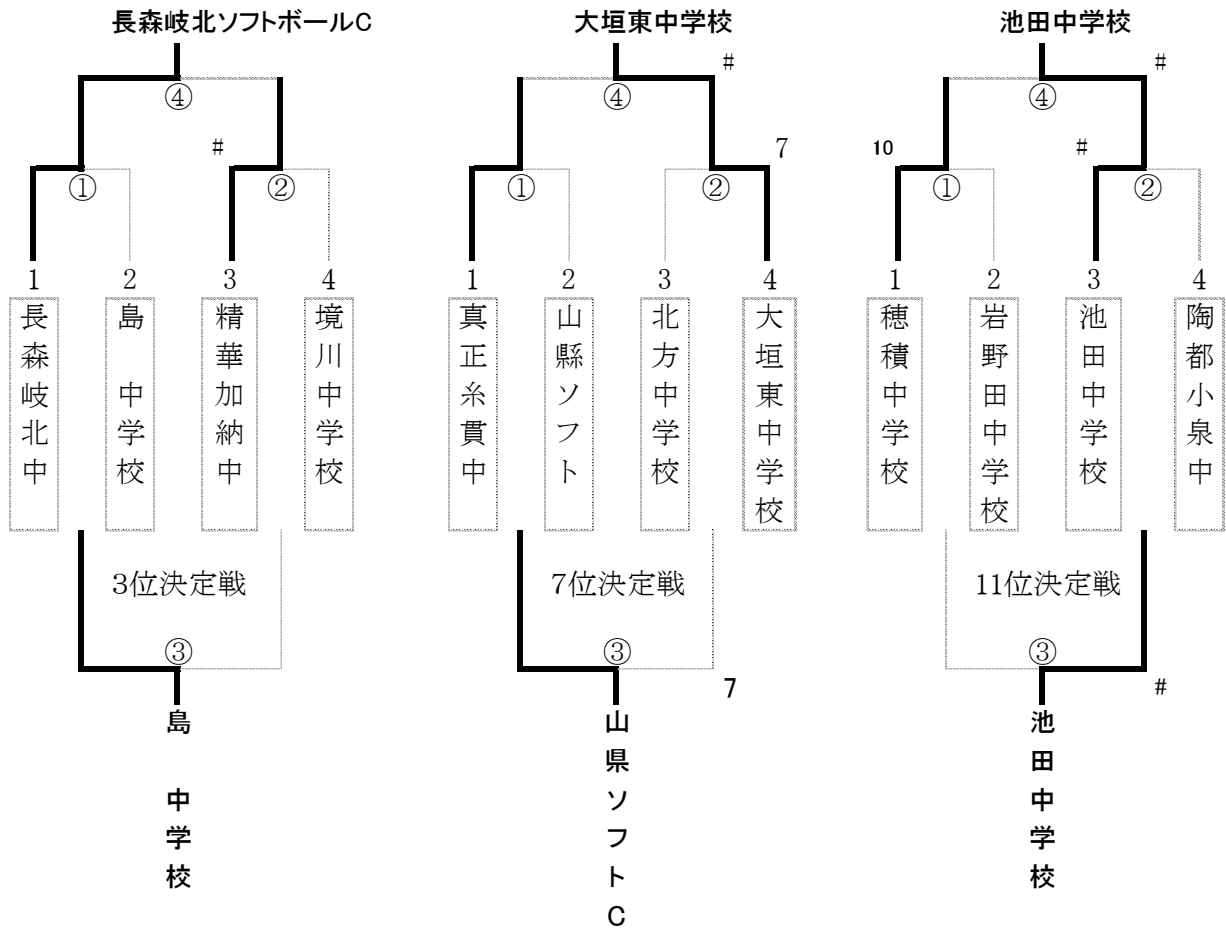 長森岐北ソフトボールC
大垣東中学校
池田中学校
#
#
④
④
④
#
7
10
#
①
②
①
②
①
②
1
2
3
4
1
2
3
4
1
2
3
4
長森岐北中
島 中学校
精華加納中
境川中学校
真正糸貫中
山縣ソフト
北方中学校
大垣東中学校
穂積中学校
岩野田中学校
池田中学校
陶都小泉中
3位決定戦
7位決定戦
11位決定戦
③
③
③
7
#
島 中学校
山県ソフトC
池田中学校